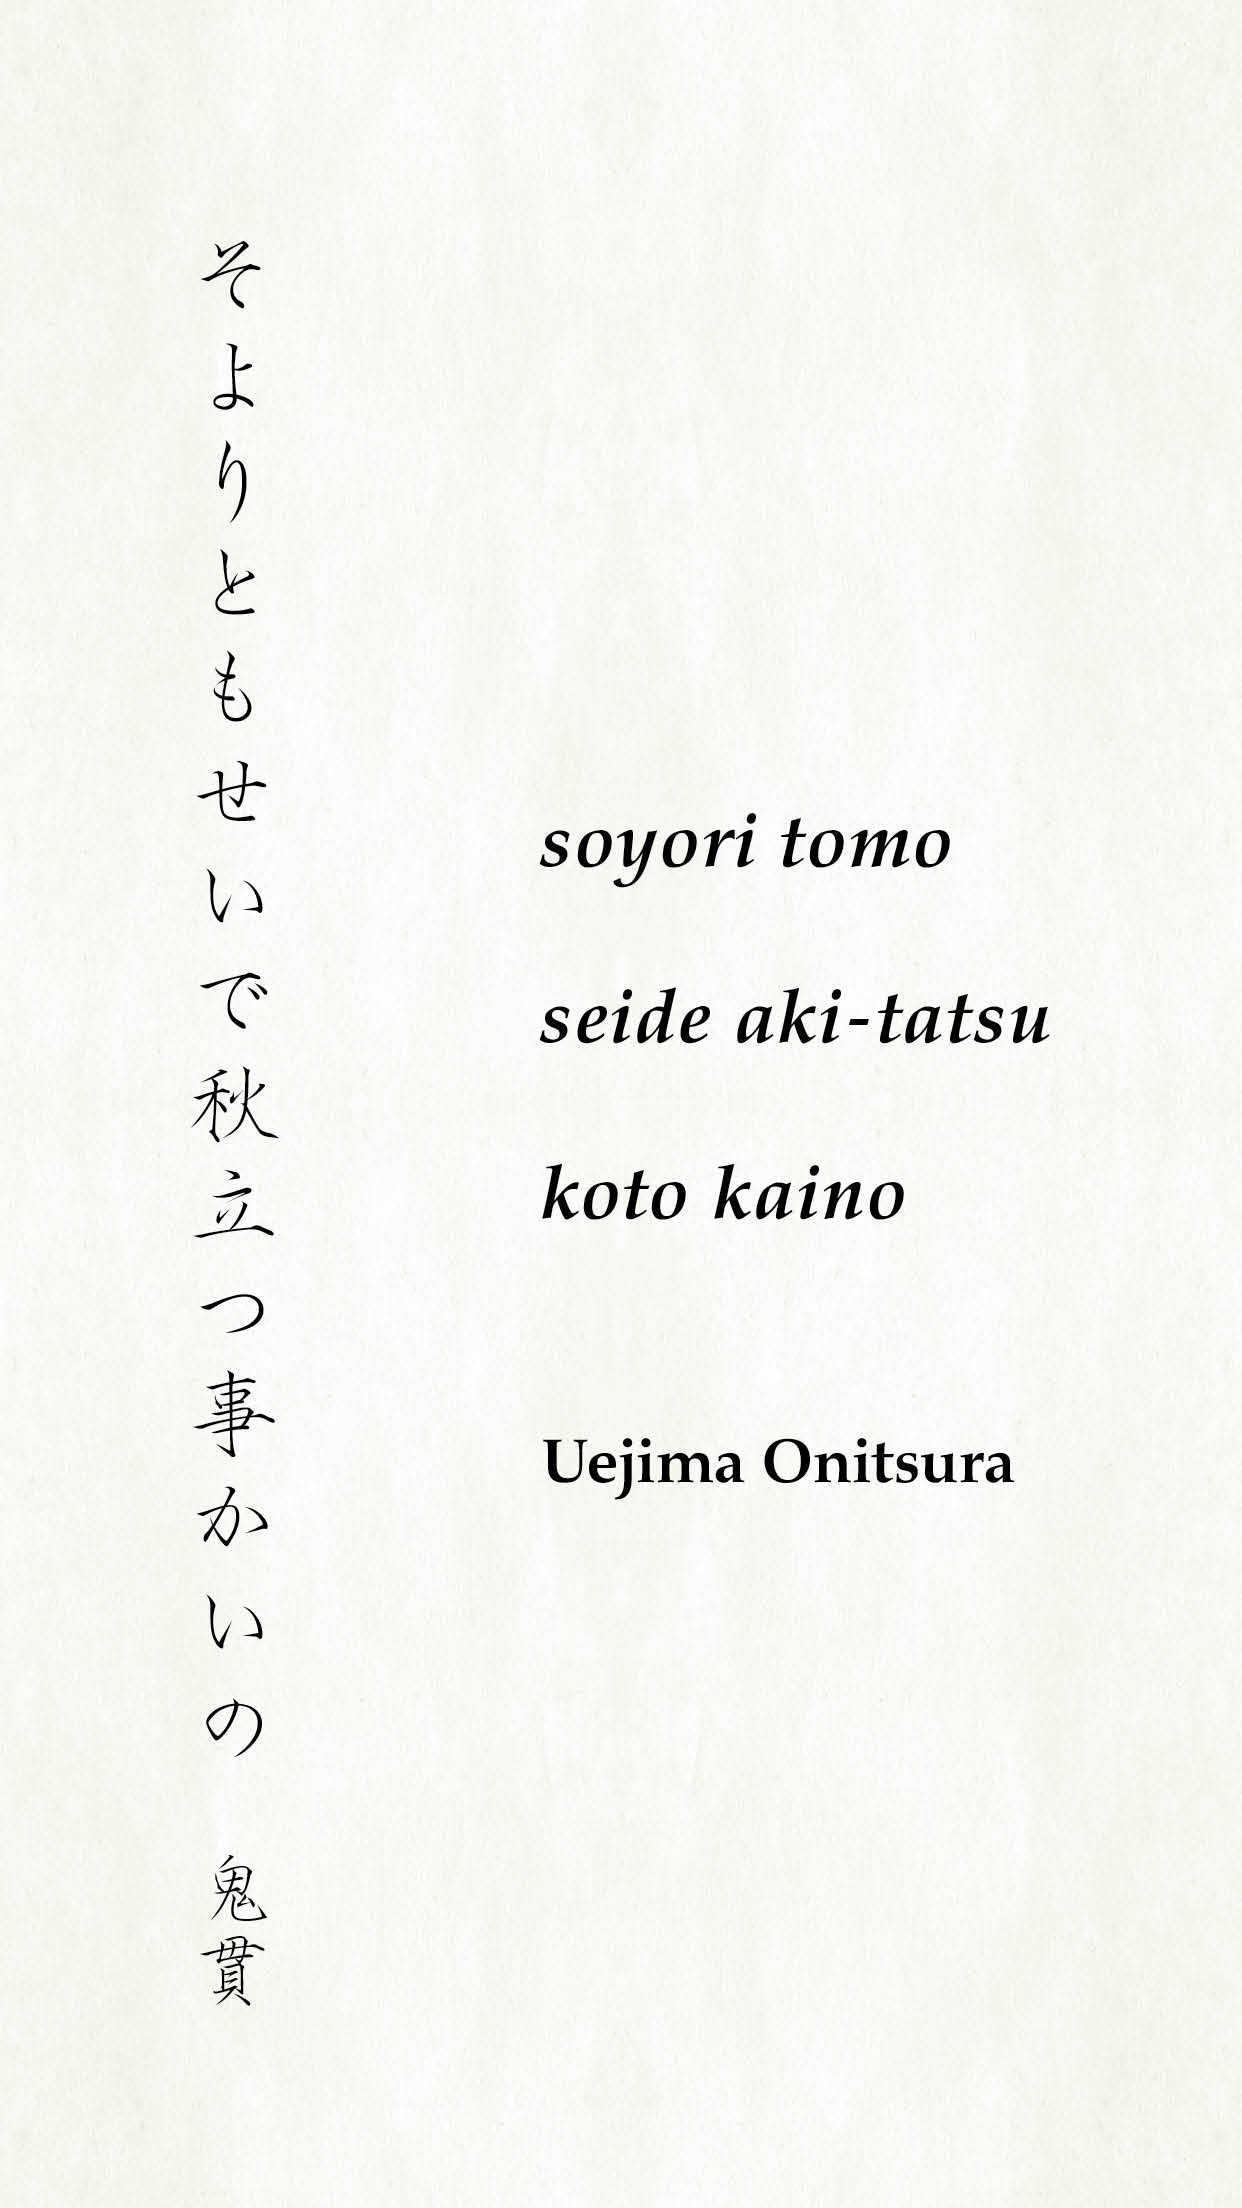 そよりともせいで秋立つ事かいの
鬼貫
soyori tomo
seide aki-tatsu
koto kaino
Uejima Onitsura